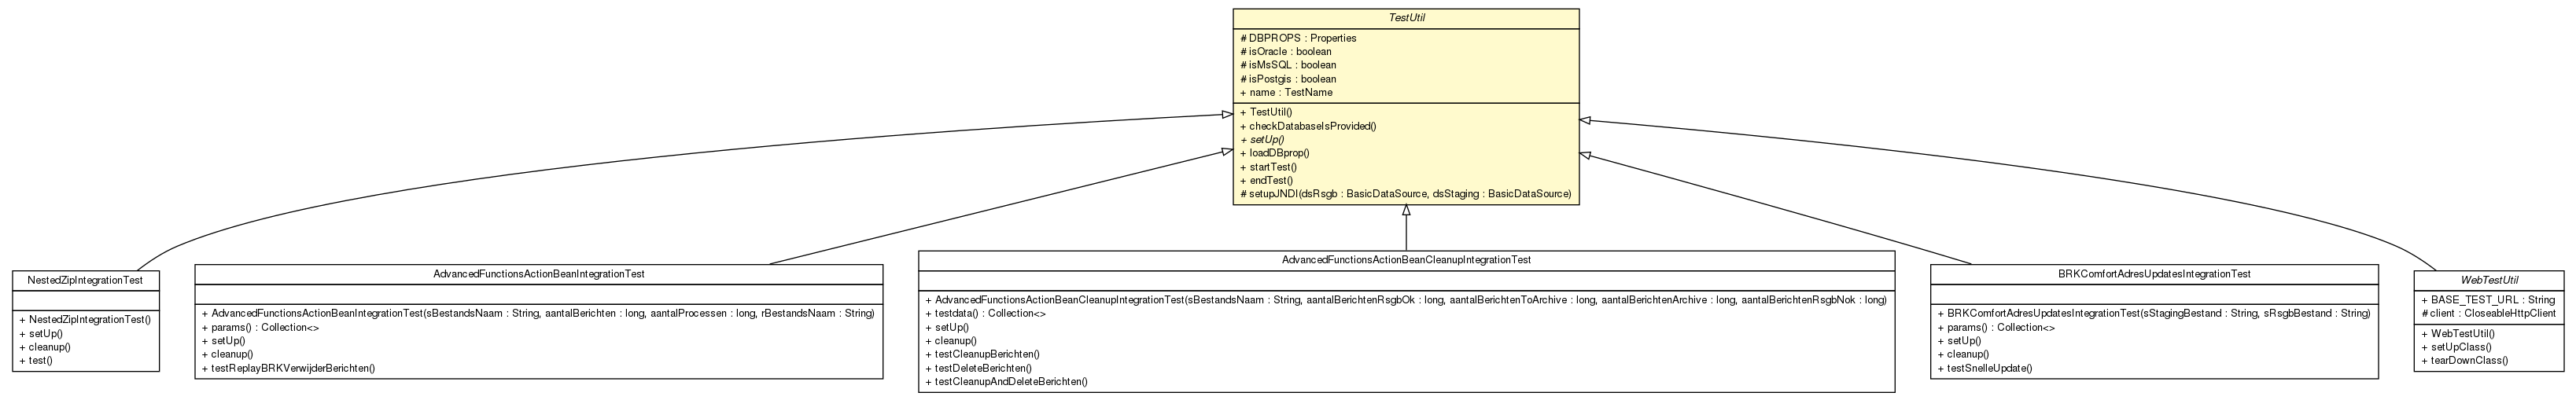 TestUtil
# DBPROPS : Properties
# isOracle : boolean
# isMsSQL : boolean
# isPostgis : boolean
+ name : TestName
+ TestUtil()
+ checkDatabaseIsProvided()
+ setUp()
+ loadDBprop()
+ startTest()
+ endTest()
# setupJNDI(dsRsgb : BasicDataSource, dsStaging : BasicDataSource)
NestedZipIntegrationTest
+ NestedZipIntegrationTest()
+ setUp()
+ cleanup()
+ test()
AdvancedFunctionsActionBeanIntegrationTest
+ AdvancedFunctionsActionBeanIntegrationTest(sBestandsNaam : String, aantalBerichten : long, aantalProcessen : long, rBestandsNaam : String)
+ params() : Collection<>
+ setUp()
+ cleanup()
+ testReplayBRKVerwijderBerichten()
AdvancedFunctionsActionBeanCleanupIntegrationTest
+ AdvancedFunctionsActionBeanCleanupIntegrationTest(sBestandsNaam : String, aantalBerichtenRsgbOk : long, aantalBerichtenToArchive : long, aantalBerichtenArchive : long, aantalBerichtenRsgbNok : long)
+ testdata() : Collection<>
+ setUp()
+ cleanup()
+ testCleanupBerichten()
+ testDeleteBerichten()
+ testCleanupAndDeleteBerichten()
BRKComfortAdresUpdatesIntegrationTest
+ BRKComfortAdresUpdatesIntegrationTest(sStagingBestand : String, sRsgbBestand : String)
+ params() : Collection<>
+ setUp()
+ cleanup()
+ testSnelleUpdate()
WebTestUtil
+ BASE_TEST_URL : String
# client : CloseableHttpClient
+ WebTestUtil()
+ setUpClass()
+ tearDownClass()